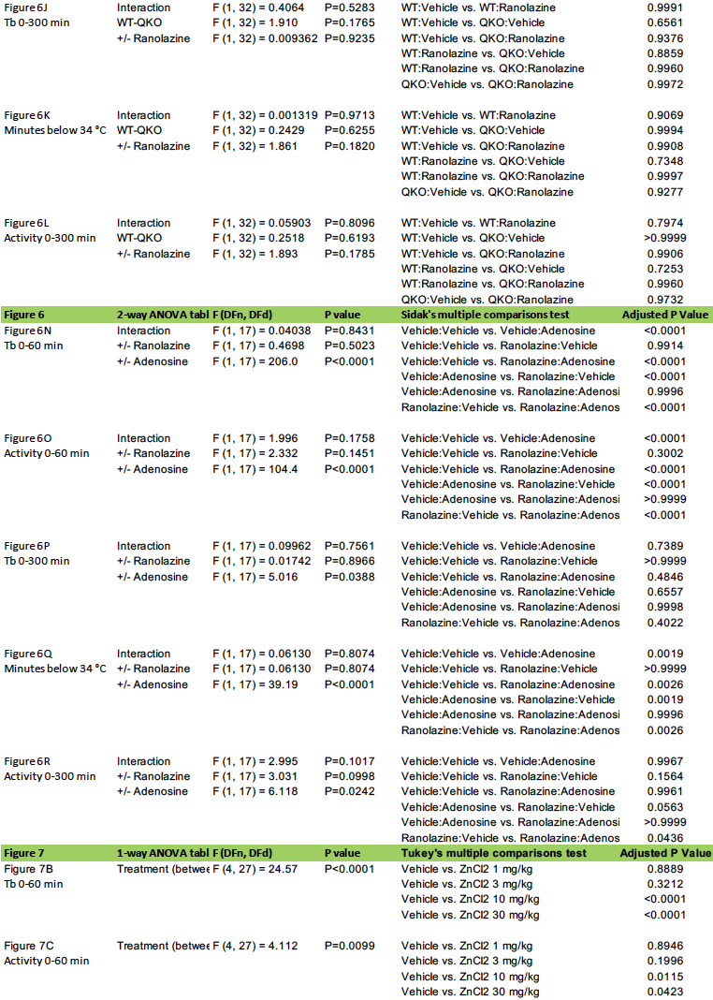 Figure 6J Interaction F (1, 32) = 0.4064 P=0.5283 WT:Vehicle vs. WT:Ranolazine 0.9991
Tb 0-300 min WT-QKO F (1, 32) = 1.910 P=0.1765 WT:Vehicle vs. QKO:Vehicle 0.6561
+/- Ranolazine F (1, 32) = 0.009362 P=0.9235 WT:Vehicle vs. QKO:Ranolazine 0.9376
WT:Ranolazine vs. QKO:Vehicle 0.8859
WT:Ranolazine vs. QKO:Ranolazine 0.9960
QKO:Vehicle vs. QKO:Ranolazine 0.9972
Figure 6K Interaction F (1, 32) = 0.001319 P=0.9713 WT:Vehicle vs. WT:Ranolazine 0.9069
Minutes below 34 °C WT-QKO F (1, 32) = 0.2429 P=0.6255 WT:Vehicle vs. QKO:Vehicle 0.9994
+/- Ranolazine F (1, 32) = 1.861 P=0.1820 WT:Vehicle vs. QKO:Ranolazine 0.9908
WT:Ranolazine vs. QKO:Vehicle 0.7348
WT:Ranolazine vs. QKO:Ranolazine 0.9997
QKO:Vehicle vs. QKO:Ranolazine 0.9277
Figure 6L Interaction F (1, 32) = 0.05903 P=0.8096 WT:Vehicle vs. WT:Ranolazine 0.7974
Activity 0-300 min WT-QKO F (1, 32) = 0.2518 P=0.6193 WT:Vehicle vs. QKO:Vehicle >0.9999
+/- Ranolazine F (1, 32) = 1.893 P=0.1785 WT:Vehicle vs. QKO:Ranolazine 0.9906
WT:Ranolazine vs. QKO:Vehicle 0.7253
WT:Ranolazine vs. QKO:Ranolazine 0.9960
QKO:Vehicle vs. QKO:Ranolazine 0.9732
Figure 6 2-way ANOVA tabl F (DFn, DFd) P value Sidak's multiple comparisons test Adjusted P Value
Figure 6N Interaction F (1, 17) = 0.04038 P=0.8431 Vehicle:Vehicle vs. Vehicle:Adenosine <0.0001
Tb 0-60 min +/- Ranolazine F (1, 17) = 0.4698 P=0.5023 Vehicle:Vehicle vs. Ranolazine:Vehicle 0.9914
+/- Adenosine F (1, 17) = 206.0 P<0.0001 Vehicle:Vehicle vs. Ranolazine:Adenosine <0.0001
Vehicle:Adenosine vs. Ranolazine:Vehicle <0.0001
Vehicle:Adenosine vs. Ranolazine:Adenosi 0.9996
Ranolazine:Vehicle vs. Ranolazine:Adenos <0.0001
Figure 6O Interaction F (1, 17) = 1.996 P=0.1758 Vehicle:Vehicle vs. Vehicle:Adenosine <0.0001
Activity 0-60 min +/- Ranolazine F (1, 17) = 2.332 P=0.1451 Vehicle:Vehicle vs. Ranolazine:Vehicle 0.3002
+/- Adenosine F (1, 17) = 104.4 P<0.0001 Vehicle:Vehicle vs. Ranolazine:Adenosine <0.0001
Vehicle:Adenosine vs. Ranolazine:Vehicle <0.0001
Vehicle:Adenosine vs. Ranolazine:Adenosi >0.9999
Ranolazine:Vehicle vs. Ranolazine:Adenos <0.0001
Figure 6P Interaction F (1, 17) = 0.09962 P=0.7561 Vehicle:Vehicle vs. Vehicle:Adenosine 0.7389
Tb 0-300 min +/- Ranolazine F (1, 17) = 0.01742 P=0.8966 Vehicle:Vehicle vs. Ranolazine:Vehicle >0.9999
+/- Adenosine F (1, 17) = 5.016 P=0.0388 Vehicle:Vehicle vs. Ranolazine:Adenosine 0.4846
Vehicle:Adenosine vs. Ranolazine:Vehicle 0.6557
Vehicle:Adenosine vs. Ranolazine:Adenosi 0.9998
Ranolazine:Vehicle vs. Ranolazine:Adenos 0.4022
Figure 6Q Interaction F (1, 17) = 0.06130 P=0.8074 Vehicle:Vehicle vs. Vehicle:Adenosine 0.0019
Minutes below 34 °C +/- Ranolazine F (1, 17) = 0.06130 P=0.8074 Vehicle:Vehicle vs. Ranolazine:Vehicle >0.9999
+/- Adenosine F (1, 17) = 39.19 P<0.0001 Vehicle:Vehicle vs. Ranolazine:Adenosine 0.0026
Vehicle:Adenosine vs. Ranolazine:Vehicle 0.0019
Vehicle:Adenosine vs. Ranolazine:Adenosi 0.9996
Ranolazine:Vehicle vs. Ranolazine:Adenos 0.0026
Figure 6R Interaction F (1, 17) = 2.995 P=0.1017 Vehicle:Vehicle vs. Vehicle:Adenosine 0.9967
Activity 0-300 min +/- Ranolazine F (1, 17) = 3.031 P=0.0998 Vehicle:Vehicle vs. Ranolazine:Vehicle 0.1564
+/- Adenosine F (1, 17) = 6.118 P=0.0242 Vehicle:Vehicle vs. Ranolazine:Adenosine 0.9961
Vehicle:Adenosine vs. Ranolazine:Vehicle 0.0563
Vehicle:Adenosine vs. Ranolazine:Adenosi >0.9999
Ranolazine:Vehicle vs. Ranolazine:Adenos 0.0436
Figure 7 1-way ANOVA tabl F (DFn, DFd) P value Tukey's multiple comparisons test Adjusted P Value
Figure 7B Treatment (betwee F (4, 27) = 24.57 P<0.0001 Vehicle vs. ZnCl2 1 mg/kg 0.8889
Tb 0-60 min Vehicle vs. ZnCl2 3 mg/kg 0.3212
Vehicle vs. ZnCl2 10 mg/kg <0.0001
Vehicle vs. ZnCl2 30 mg/kg <0.0001
Figure 7C Treatment (betwee F (4, 27) = 4.112 P=0.0099 Vehicle vs. ZnCl2 1 mg/kg 0.8946
Activity 0-60 min Vehicle vs. ZnCl2 3 mg/kg 0.1996
Vehicle vs. ZnCl2 10 mg/kg 0.0115
Vehicle vs. ZnCl2 30 mg/kg 0.0423